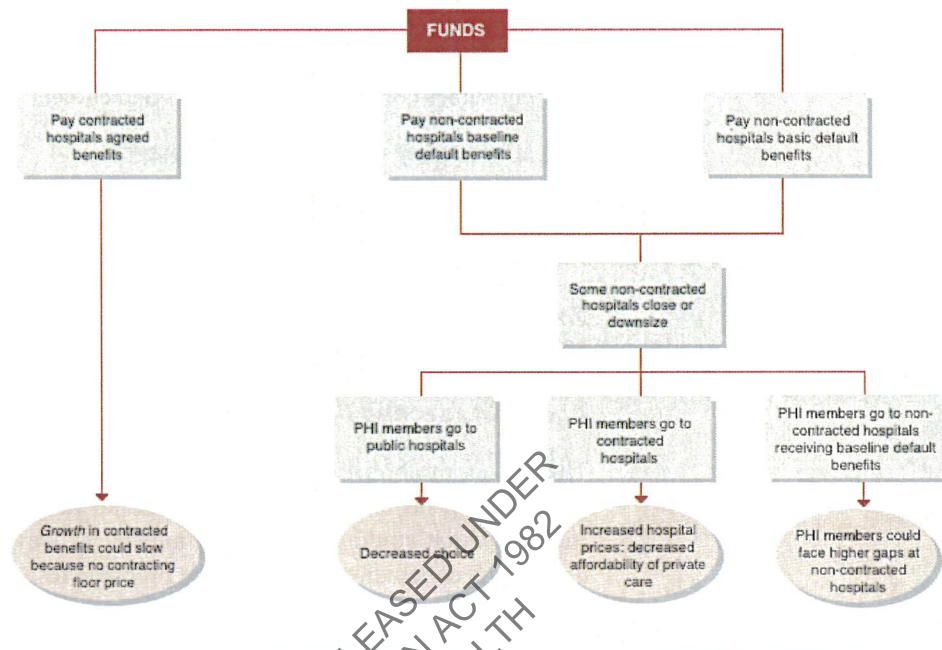 FUNDS
Pay contracted
hospitals agreed
benefits
Pay non-contracted
hospitals baseline
default benefits
Pay non-contracted
hospitals basic default
benefits
Some non-contracted
hospitals close or
downsize
PHI members go to
public hospitals
PHI members go to
contracted
hospitals
PHI members go to non-
contracted hospitals
receiving baseline default
benefits
Growth in contracted
benefits could slow
because no contracting
floor price
Decreased choice
Increased hospital
prices: decreased
affordability of private
care
PHI members could
face higher gaps at
non-contracted
hospitals
LEASED UNDER
N ACT 1982
LTH